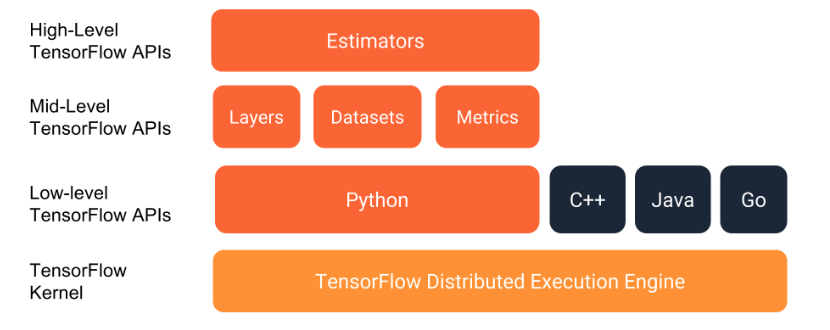 High-Level
TensorFlow APIs
Estimators
Mid-Level
TensorFlow APIs
Layers
Datasets
Metrics
Low-level
TensorFlow APIs
Python
C++
Java
Go
TensorFlow
Kernel
TensorFlow Distributed Execution Engine